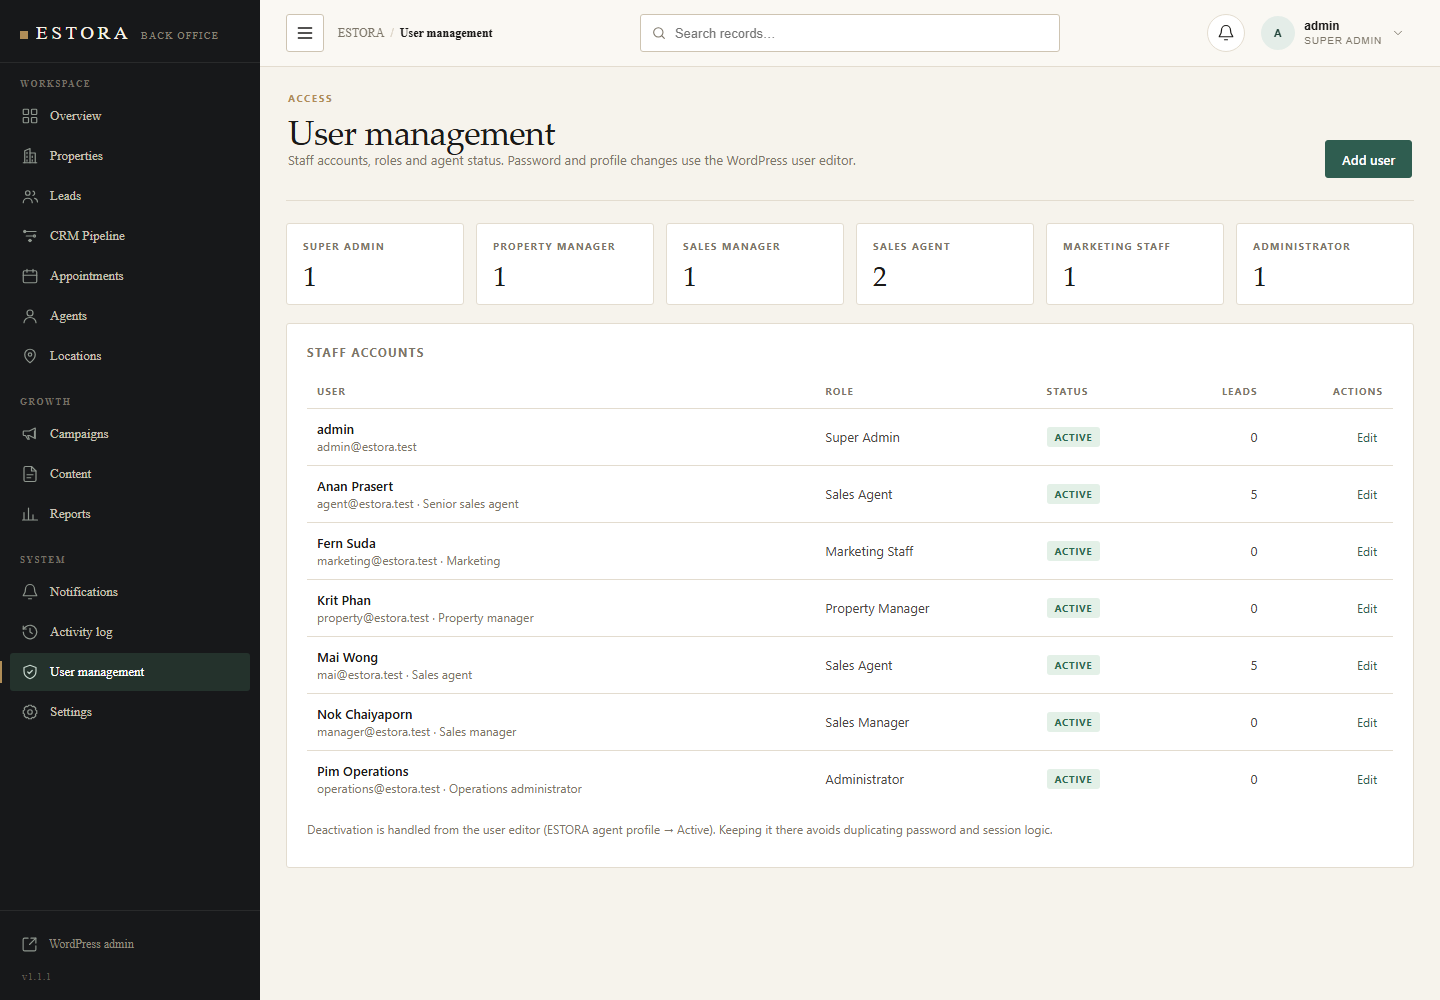 ESTORA BACK OFFICE
WORKSPACE
Overview
Properties
Leads
CRM Pipeline
Appointments
Agents
Locations
GROWTH
Campaigns
Content
Reports
SYSTEM
Notifications
Activity log
User management
Settings
WordPress admin
v1.1.1
ESTORA / User management
Search records...
A
admin
SUPER ADMIN
ACCESS
User management
Staff accounts, roles and agent status. Password and profile changes use the WordPress user editor.
Add user
SUPER ADMIN
1
PROPERTY MANAGER
1
SALES MANAGER
1
SALES AGENT
2
MARKETING STAFF
1
ADMINISTRATOR
1
STAFF ACCOUNTS
USER ROLE STATUS LEADS ACTIONS
admin
admin@estora.test
Super Admin ACTIVE 0 Edit
Anan Prasert
agent@estora.test · Senior sales agent
Sales Agent ACTIVE 5 Edit
Fern Suda
marketing@estora.test · Marketing
Marketing Staff ACTIVE 0 Edit
Krit Phan
property@estora.test · Property manager
Property Manager ACTIVE 0 Edit
Mai Wong
mai@estora.test · Sales agent
Sales Agent ACTIVE 5 Edit
Nok Chaiyaporn
manager@estora.test · Sales manager
Sales Manager ACTIVE 0 Edit
Pim Operations
operations@estora.test · Operations administrator
Administrator ACTIVE 0 Edit
Deactivation is handled from the user editor (ESTORA agent profile → Active). Keeping it there avoids duplicating password and session logic.